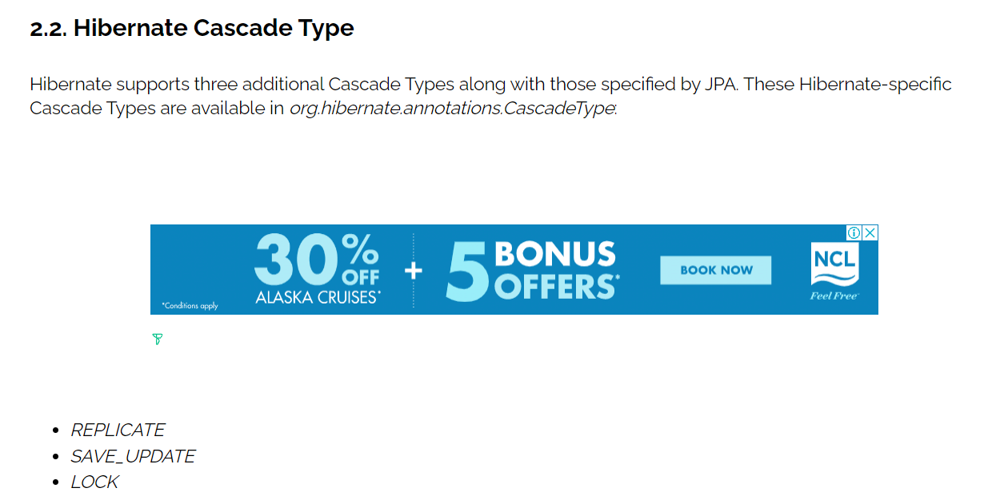 2.2. Hibernate Cascade Type
Hibernate supports three additional Cascade Types along with those specified by JPA. These Hibernate-specific
Cascade Types are available in org.hibernate.annotations.CascadeType:
30% OFF
ALASKA CRUISES*
*Conditions apply
+
5 BONUS
OFFERS*
BOOK NOW
NCL
Feel Free™
• REPLICATE
• SAVE_UPDATE
• LOCK